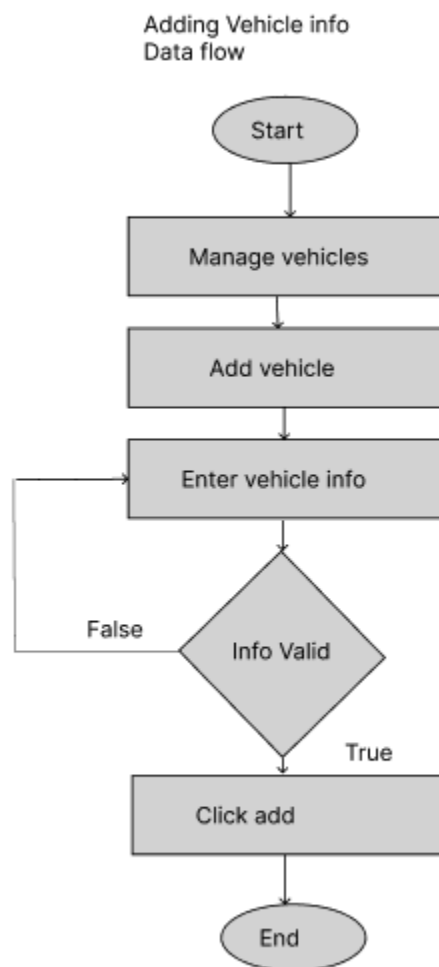 Adding Vehicle info
Data flow
Start
Manage vehicles
Add vehicle
Enter vehicle info
False
Info Valid
True
Click add
End